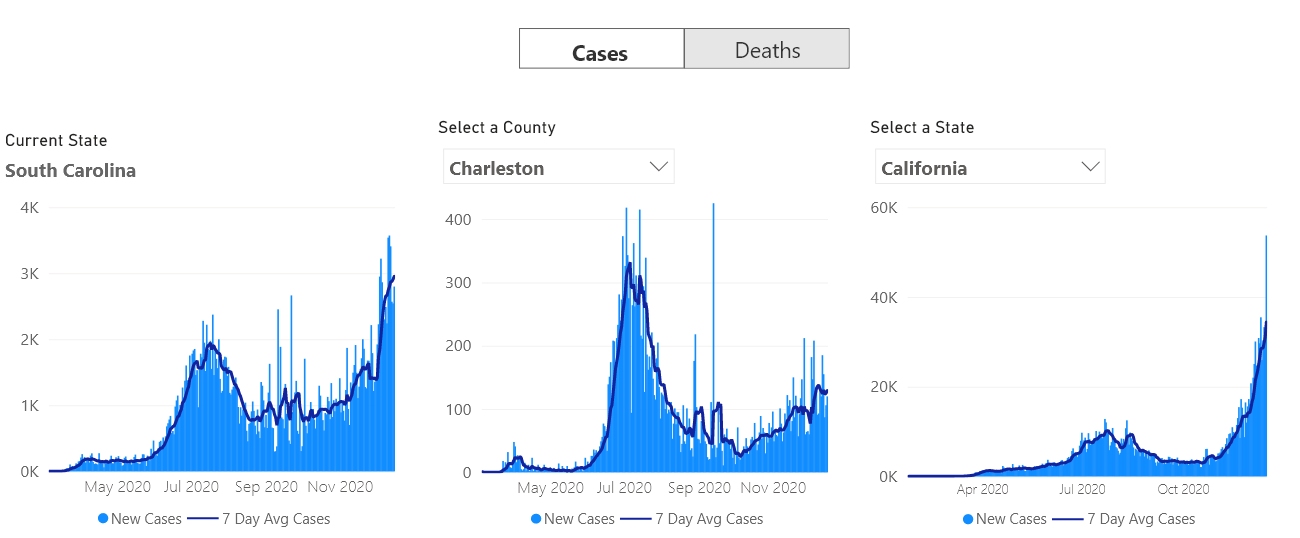 Cases
Deaths
Current State
South Carolina
4K
3K
2K
1K
0K
May 2020 Jul 2020 Sep 2020 Nov 2020
New Cases 7 Day Avg Cases
Select a County
Charleston
400
300
200
100
0
May 2020 Jul 2020 Sep 2020 Nov 2020
New Cases 7 Day Avg Cases
Select a State
California
60K
40K
20K
0K
Apr 2020 Jul 2020 Oct 2020
New Cases 7 Day Avg Cases